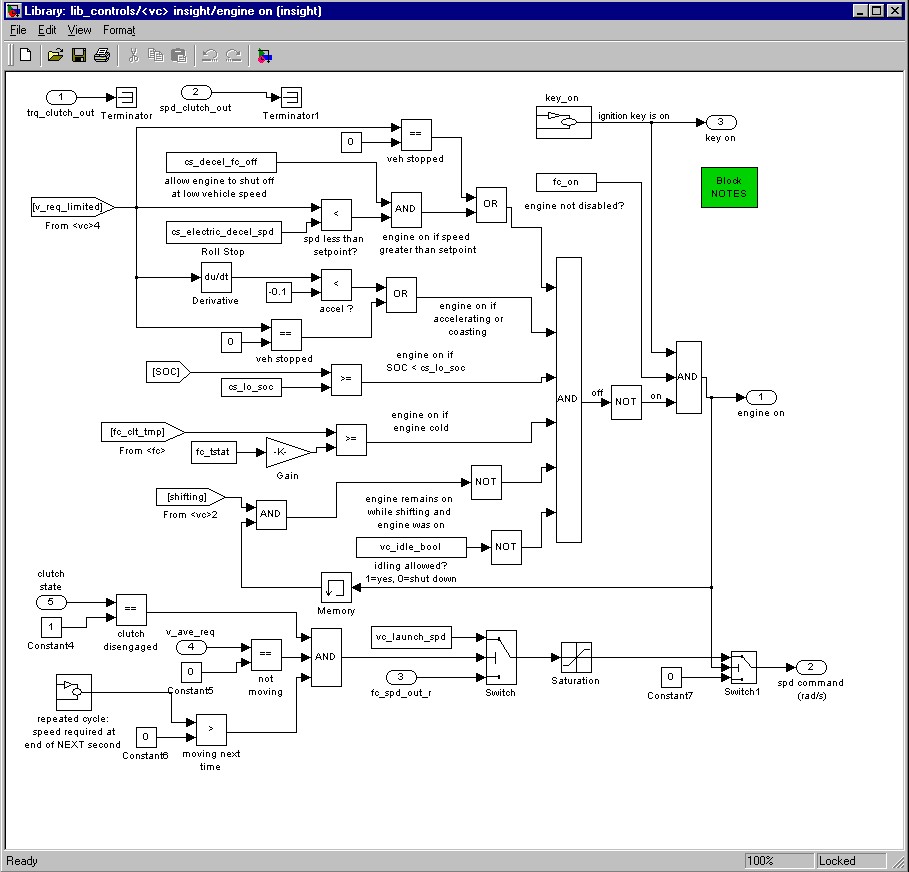 Library: lib_controls/<vc> insight/engine on (insight)
File Edit View Format
1
trq_clutch_out
Terminator
2
spd_clutch_out
Terminator1
key_on
ignition key is on
3
key on
0
==
veh stopped
cs_decel_fc_off
allow engine to shut off
at low vehicle speed
fc_on
engine not disabled?
Block
NOTES
[v_req_limited]
From <vc>4
cs_electric_decel_spd
Roll Stop
<
spd less than
setpoint?
AND
engine on if speed
greater than setpoint
OR
du/dt
Derivative
-0.1
<
accel ?
OR
engine on if
accelerating or
coasting
0
==
veh stopped
[SOC]
cs_lo_soc
>=
engine on if
SOC < cs_lo_soc
AND
off
NOT
on
AND
1
engine on
[fc_clt_tmp]
From <fc>
fc_tstat
-K-
Gain
>=
engine on if
engine cold
[shifting]
From <vc>2
AND
NOT
engine remains on
while shifting and
engine was on
vc_idle_bool
NOT
idling allowed?
1=yes, 0=shut down
Memory
clutch
state
5
1
Constant4
==
clutch
disengaged
v_ave_req
4
0
Constant5
==
not
moving
AND
vc_launch_spd
3
fc_spd_out_r
Switch
Saturation
0
Constant7
Switch1
2
spd command
(rad/s)
repeated cycle:
speed required at
end of NEXT second
0
Constant6
>
moving next
time
Ready
100%
Locked